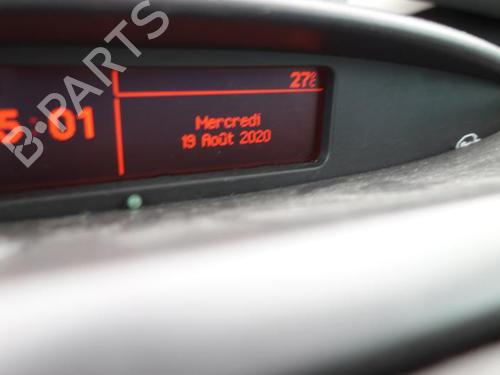 B-PARTS
27°C
5:01
Mercredi
19 Août 2020